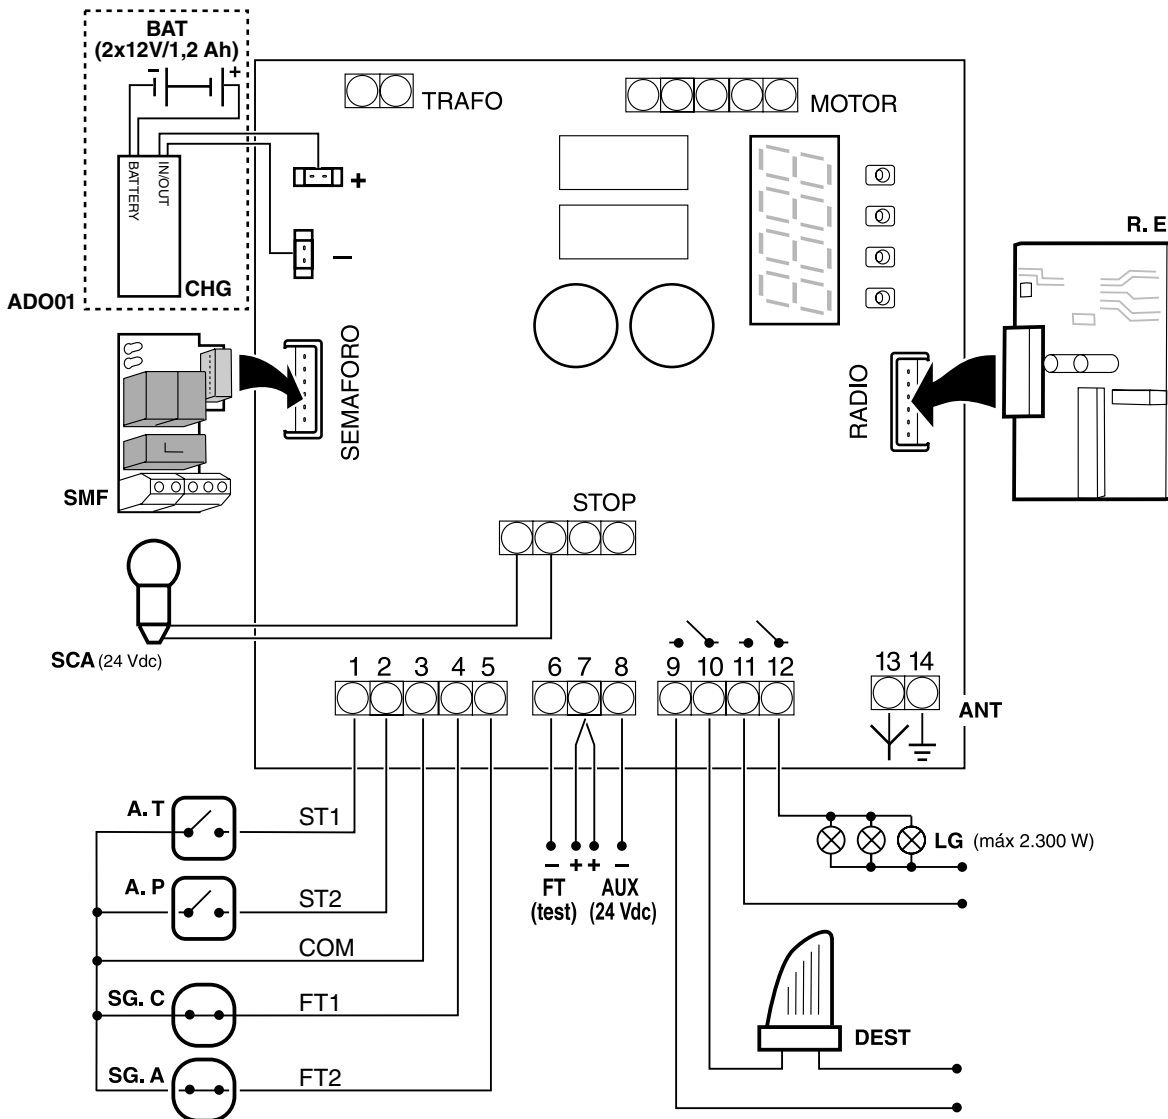 BAT
(2x12V/1,2 Ah)
- +
BATTERY
IN/OUT
CHG
ADO01
+
-
TRAFO
MOTOR
R. E
SEMAFORO
RADIO
SMF
STOP
SCA (24 Vdc)
1 2 3 4 5
6 7 8
9 10 11 12
13 14
ANT
A. T
ST1
A. P
ST2
COM
SG. C
FT1
SG. A
FT2
- + + -
FT
(test)
AUX
(24 Vdc)
LG (máx 2.300 W)
DEST